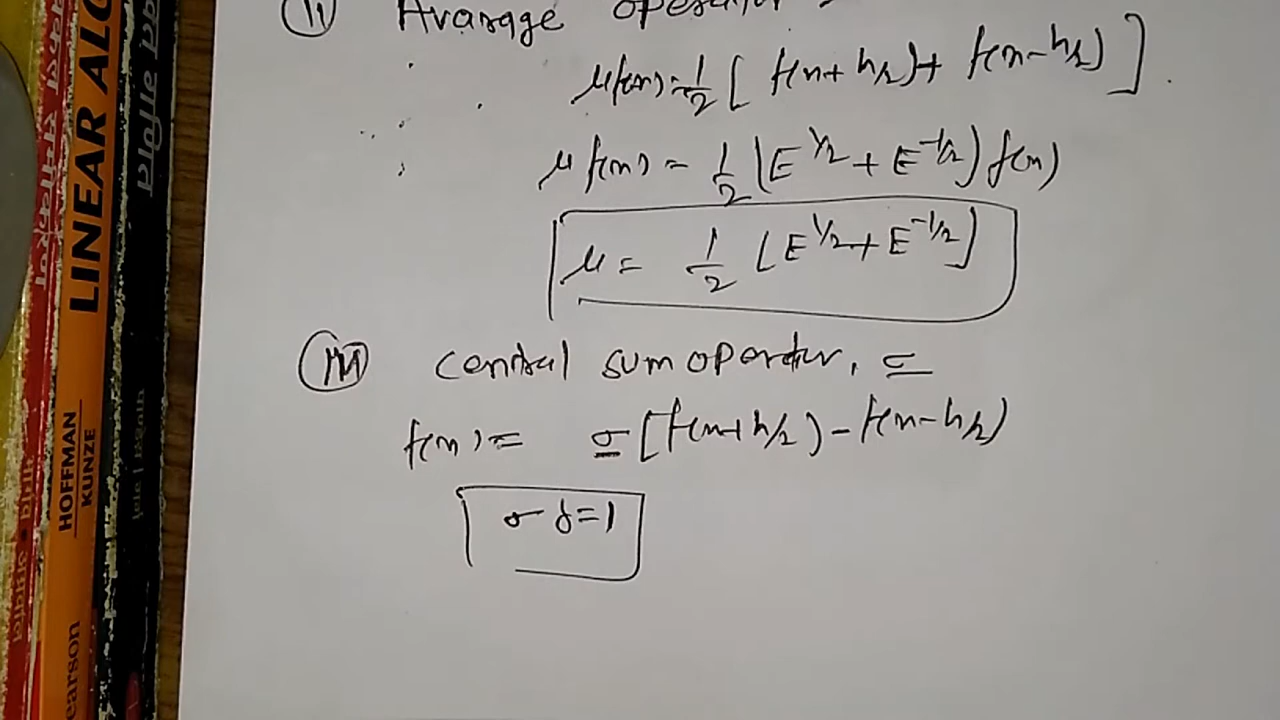 (ii) Avarage operator
μf(x) = 1/2 [ f(x+h/2) + f(x-h/2) ].
μ f(x) = 1/2 (E^1/2 + E^-1/2) f(x)
μ = 1/2 [E^1/2 + E^-1/2]
(iii) central sum operator, σ
f(x) = σ [f(x+h/2) - f(x-h/2)
σ δ = 1
LINEAR ALG
HOFFMAN
KUNZE
earson